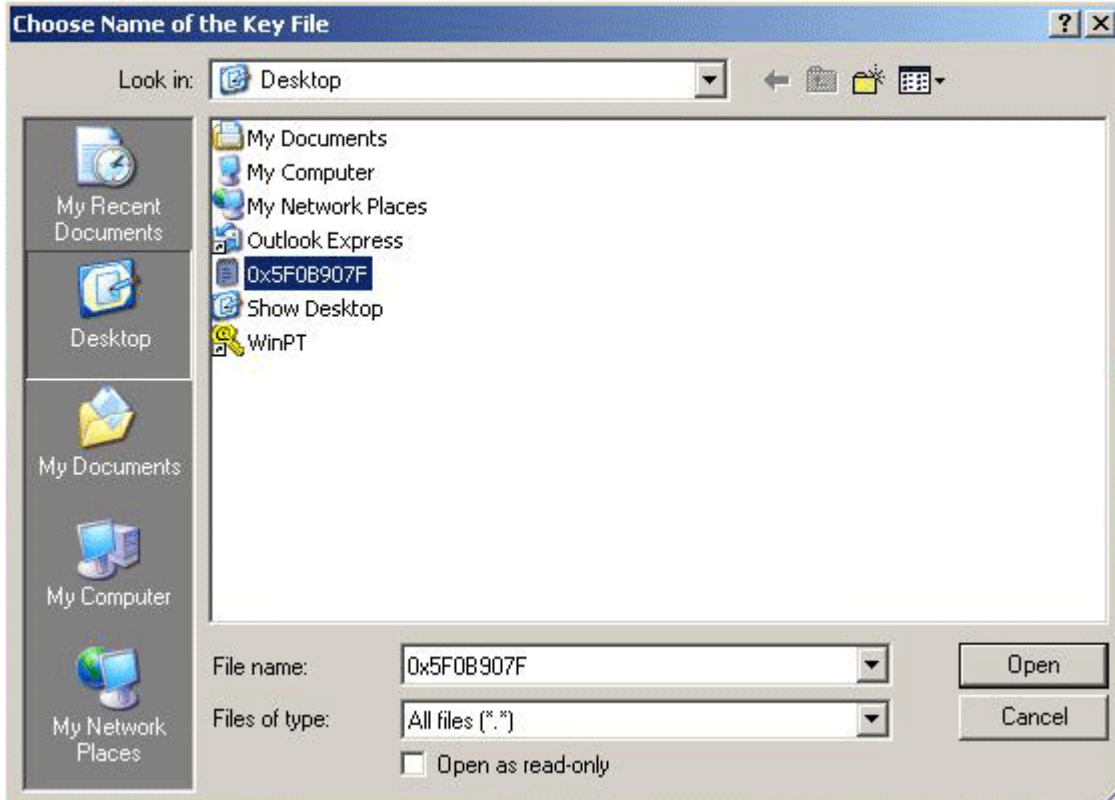 Choose Name of the Key File
Look in: Desktop
My Recent
Documents
Desktop
My Documents
My Computer
My Network
Places
My Documents
My Computer
My Network Places
Outlook Express
0x5F0B907F
Show Desktop
WinPT
File name: 0x5F0B907F Open
Files of type: All files (*.*) Cancel
Open as read-only